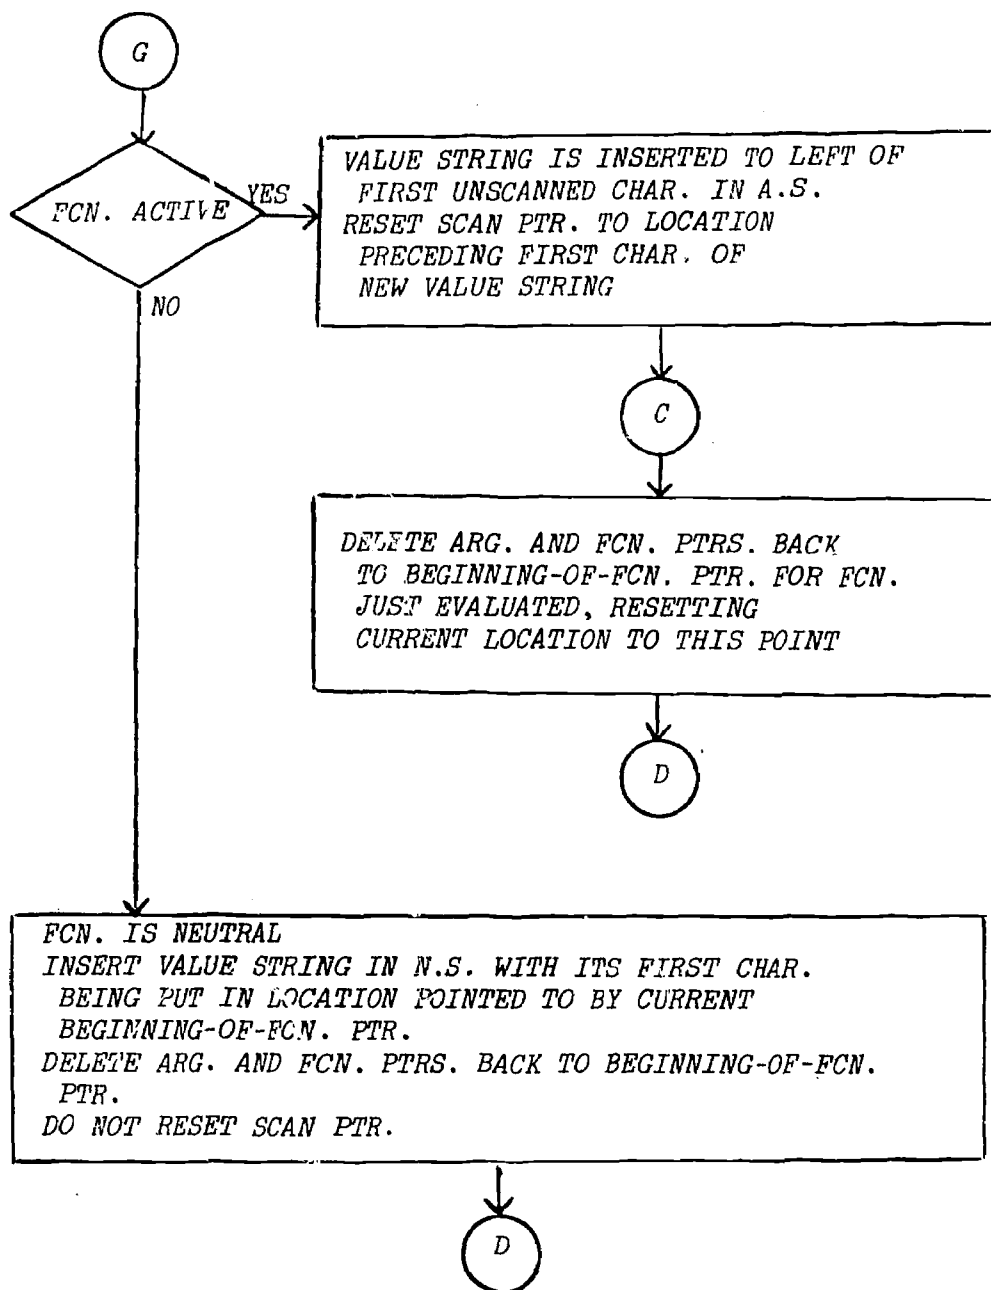 G
FCN. ACTIVE
YES
NO
VALUE STRING IS INSERTED TO LEFT OF
FIRST UNSCANNED CHAR. IN A.S.
RESET SCAN PTR. TO LOCATION
PRECEDING FIRST CHAR. OF
NEW VALUE STRING
C
DELETE ARG. AND FCN. PTRS. BACK
TO BEGINNING-OF-FCN. PTR. FOR FCN.
JUST EVALUATED, RESETTING
CURRENT LOCATION TO THIS POINT
D
FCN. IS NEUTRAL
INSERT VALUE STRING IN N.S. WITH ITS FIRST CHAR.
BEING PUT IN LOCATION POINTED TO BY CURRENT
BEGINNING-OF-FCN. PTR.
DELETE ARG. AND FCN. PTRS. BACK TO BEGINNING-OF-FCN.
PTR.
DO NOT RESET SCAN PTR.
D